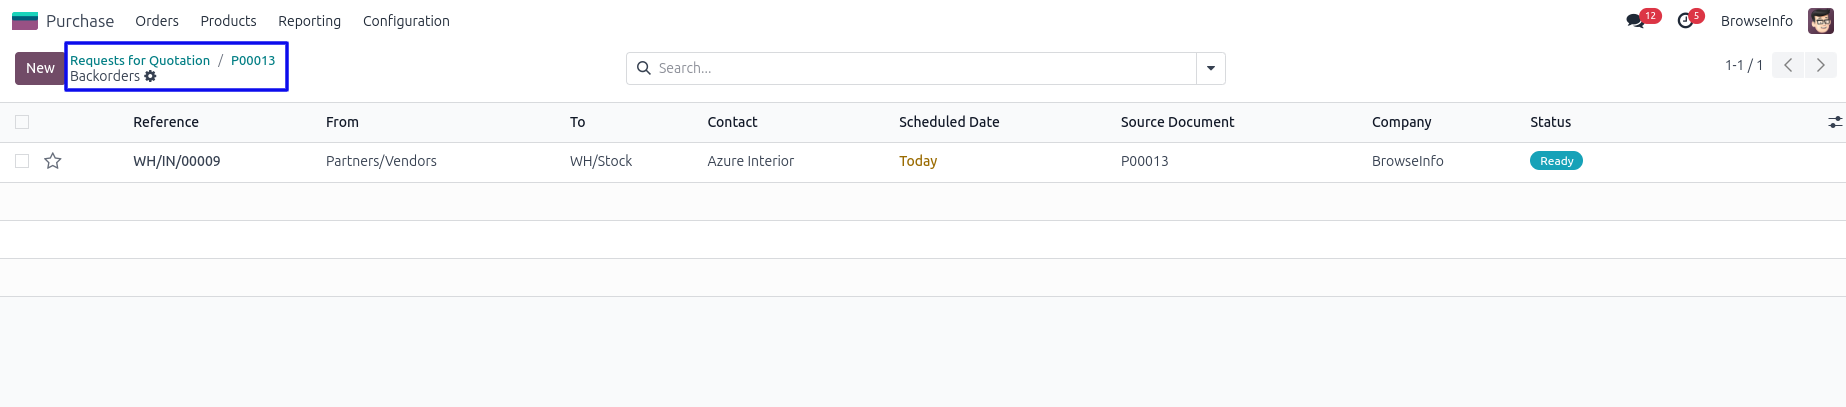 Purchase Orders Products Reporting Configuration 12 5 BrowseInfo
New Requests for Quotation / P00013 Search... 1-1 / 1
Backorders
Reference From To Contact Scheduled Date Source Document Company Status
WH/IN/00009 Partners/Vendors WH/Stock Azure Interior Today P00013 BrowseInfo Ready